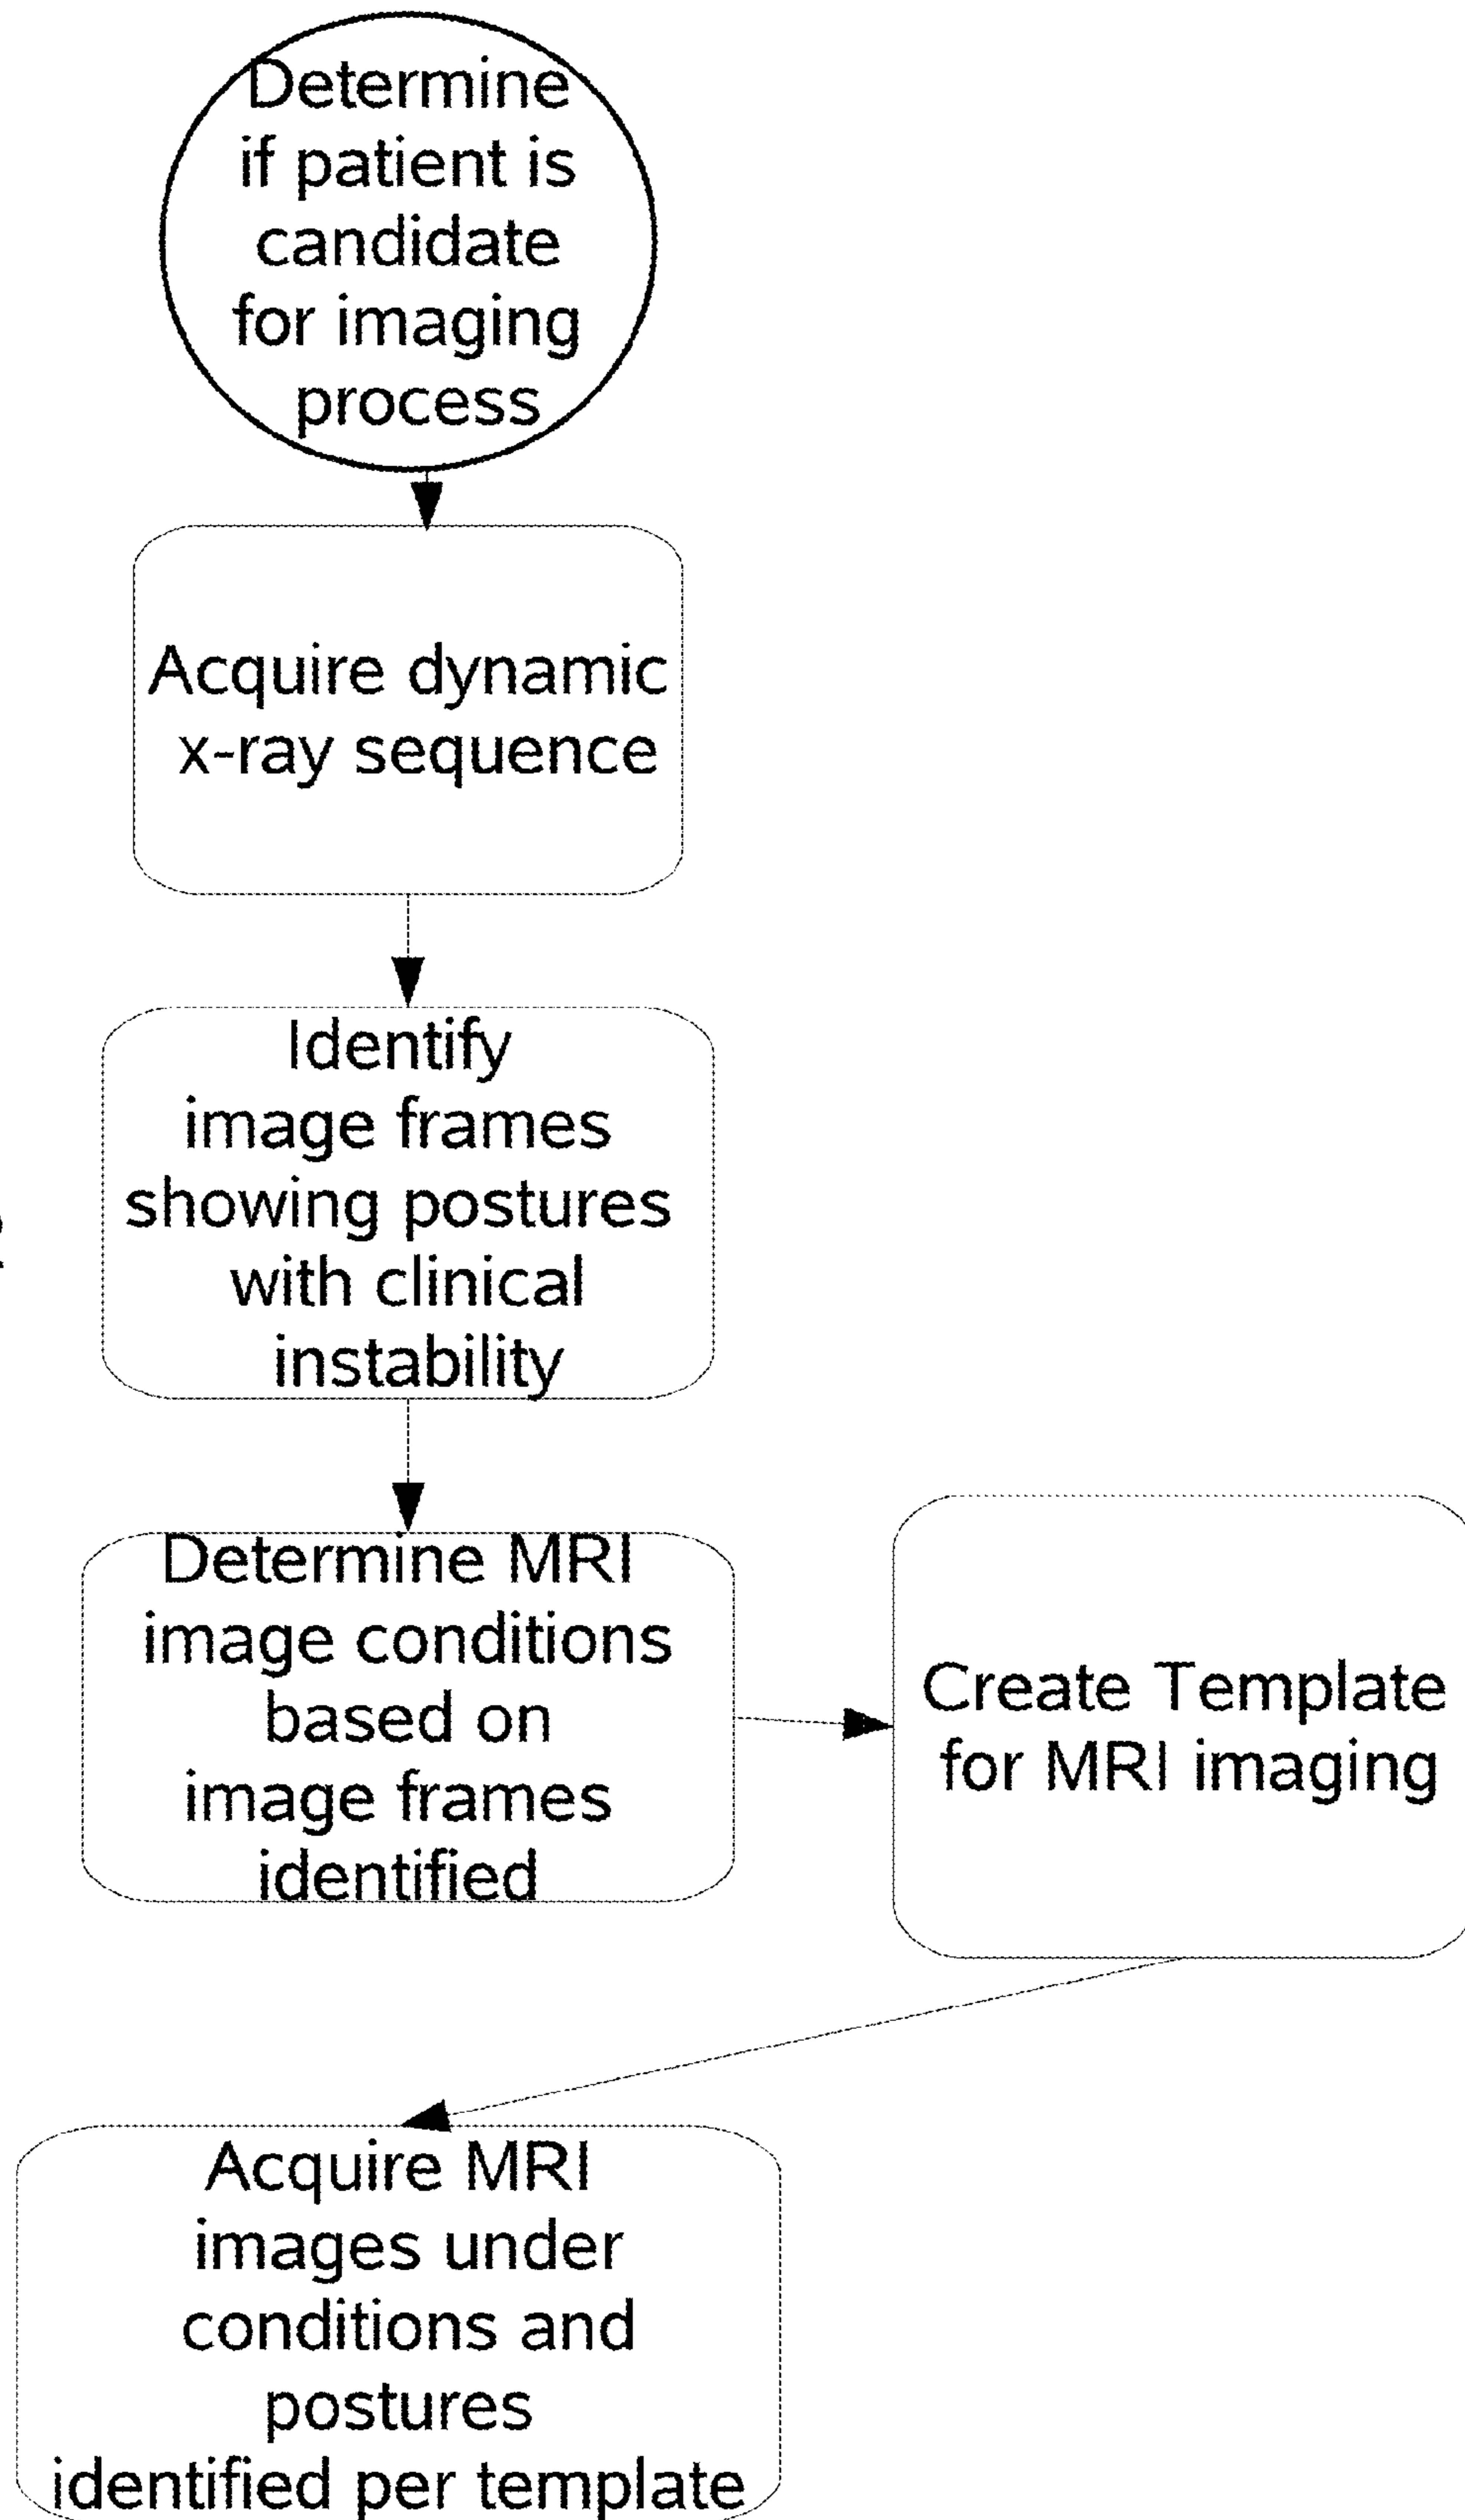 Determine
if patient is
candidate
for imaging
process
Acquire dynamic
x-ray sequence
Identify
image frames
showing postures
with clinical
instability
Determine MRI
image conditions
based on
image frames
identified
Create Template
for MRI imaging
Acquire MRI
images under
conditions and
postures
identified per template